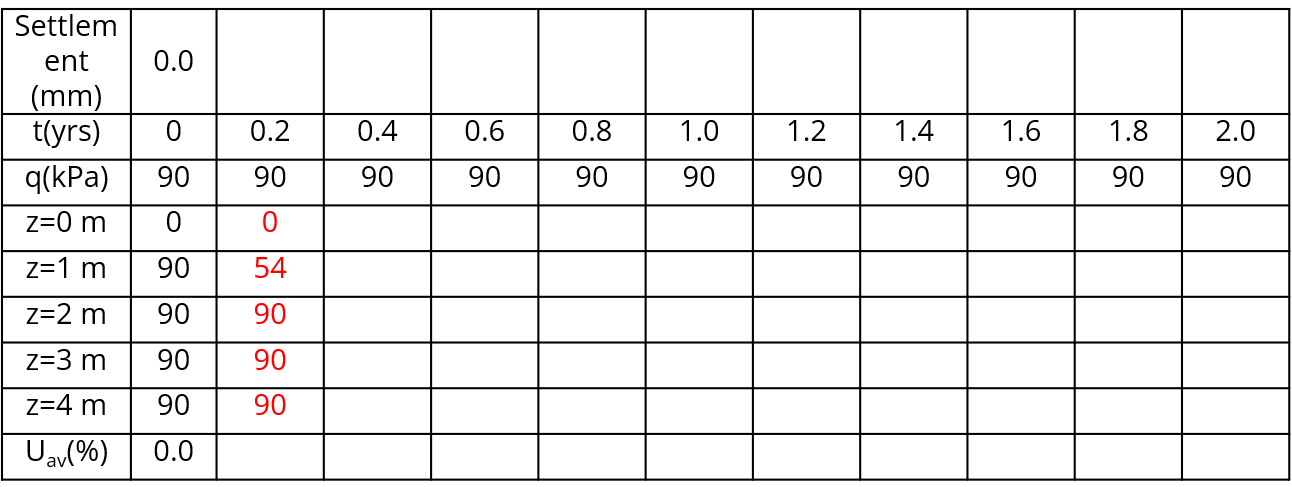 Settlem
ent
(mm) 0.0
t(yrs) 0 0.2 0.4 0.6 0.8 1.0 1.2 1.4 1.6 1.8 2.0
q(kPa) 90 90 90 90 90 90 90 90 90 90 90
z=0 m 0 0
z=1 m 90 54
z=2 m 90 90
z=3 m 90 90
z=4 m 90 90
Uav(%) 0.0